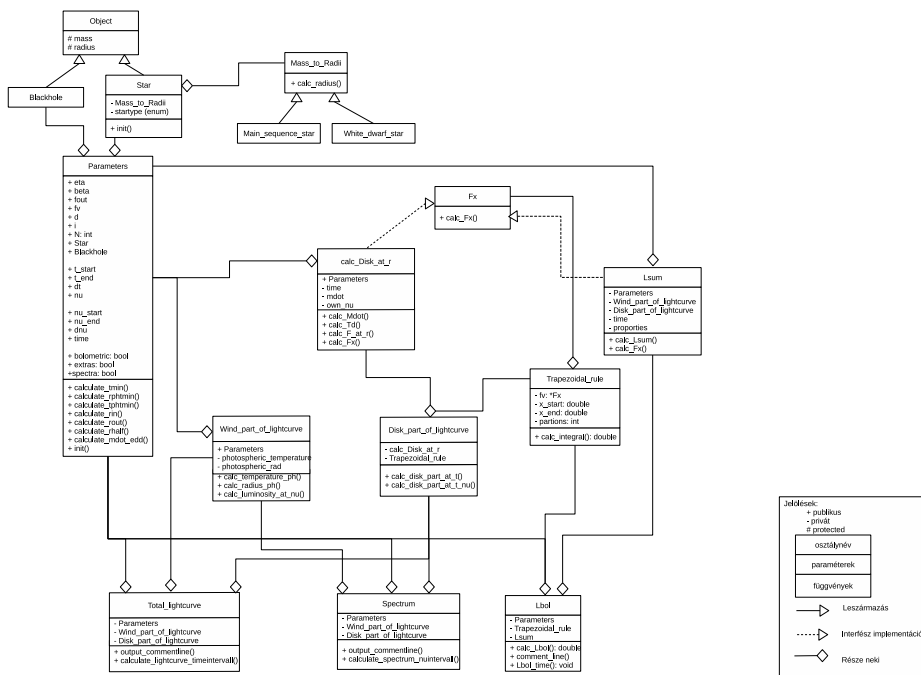 Object
# mass
# radius
Blackhole
Star
- Mass_to_Radii
- startype (enum)
+ init()
Mass_to_Radii
+ calc_radius()
Main_sequence_star
White_dwarf_star
Parameters
+ eta
+ beta
+ fout
+ fv
+ d
+ i
+ N: int
+ Star
+ Blackhole
+ t_start
+ t_end
+ dt
+ nu
+ nu_start
+ nu_end
+ dnu
+ time
+ bolometric: bool
+ extras: bool
+spectra: bool
+ calculate_tmin()
+ calculate_rphtmin()
+ calculate_tphtmin()
+ calculate_rin()
+ calculate_rout()
+ calculate_rhalf()
+ calculate_mdot_edd()
+ init()
Fx
+ calc_Fx()
calc_Disk_at_r
+ Parameters
- time
- mdot
- own_nu
+ calc_Mdot()
+ calc_Td()
+ calc_F_at_r()
+ calc_Fx()
Lsum
- Parameters
- Wind_part_of_lightcurve
- Disk_part_of_lightcurve
- time
- proporties
+ calc_Lsum()
+ calc_Fx()
Trapezoidal_rule
- fv: *Fx
- x_start: double
- x_end: double
- partions: int
+ calc_integral(): double
Wind_part_of_lightcurve
+ Parameters
- photospheric_temperature
- photospheric_rad
+ calc_temperature_ph()
+ calc_radius_ph()
+ calc_luminosity_at_nu()
Disk_part_of_lightcurve
- calc_Disk_at_r
- Trapezoidal_rule
+ calc_disk_part_at_t()
+ calc_disk_part_at_t_nu()
Total_lightcurve
- Parameters
- Wind_part_of_lightcurve
- Disk_part_of_lightcurve
+ output_commentline()
+ calculate_lightcurve_timeintervall()
Spectrum
- Parameters
- Wind_part_of_lightcurve
- Disk_part_of_lightcurve
+ output_commentline()
+ calculate_spectrum_nuintervall()
Lbol
- Parameters
- Trapezoidal_rule
- Lsum
+ calc_Lbol(): double
+ comment_line()
+ Lbol_time(): void
Jelölések:
+ publikus
- privát
# protected
osztálynév
paraméterek
függvények
Leszármazás
Interfész implementáció
Része neki